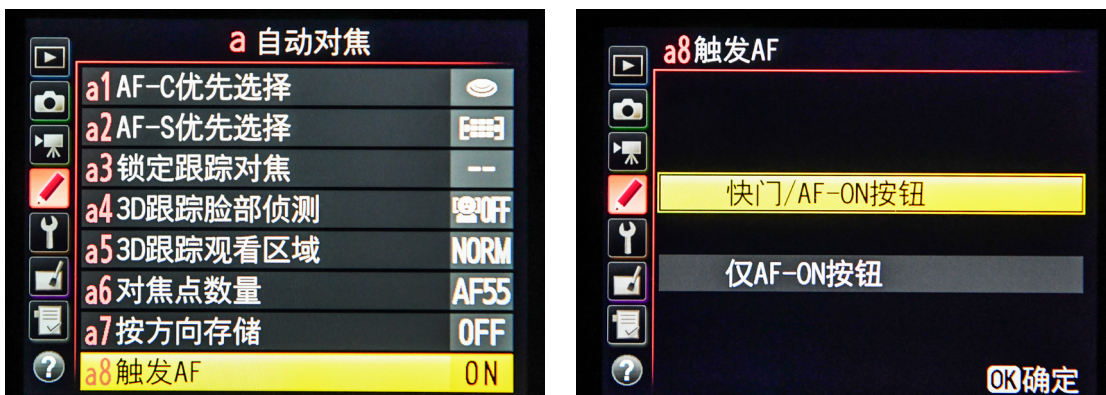 a 自动对焦
a1 AF-C优先选择
a2 AF-S优先选择
a3 锁定跟踪对焦 --
a4 3D跟踪脸部侦测 OFF
a5 3D跟踪观看区域 NORM
a6 对焦点数量 AF55
a7 按方向存储 OFF
a8 触发AF ON
?
a8触发AF
快门/AF-ON按钮
仅AF-ON按钮
?
OK确定